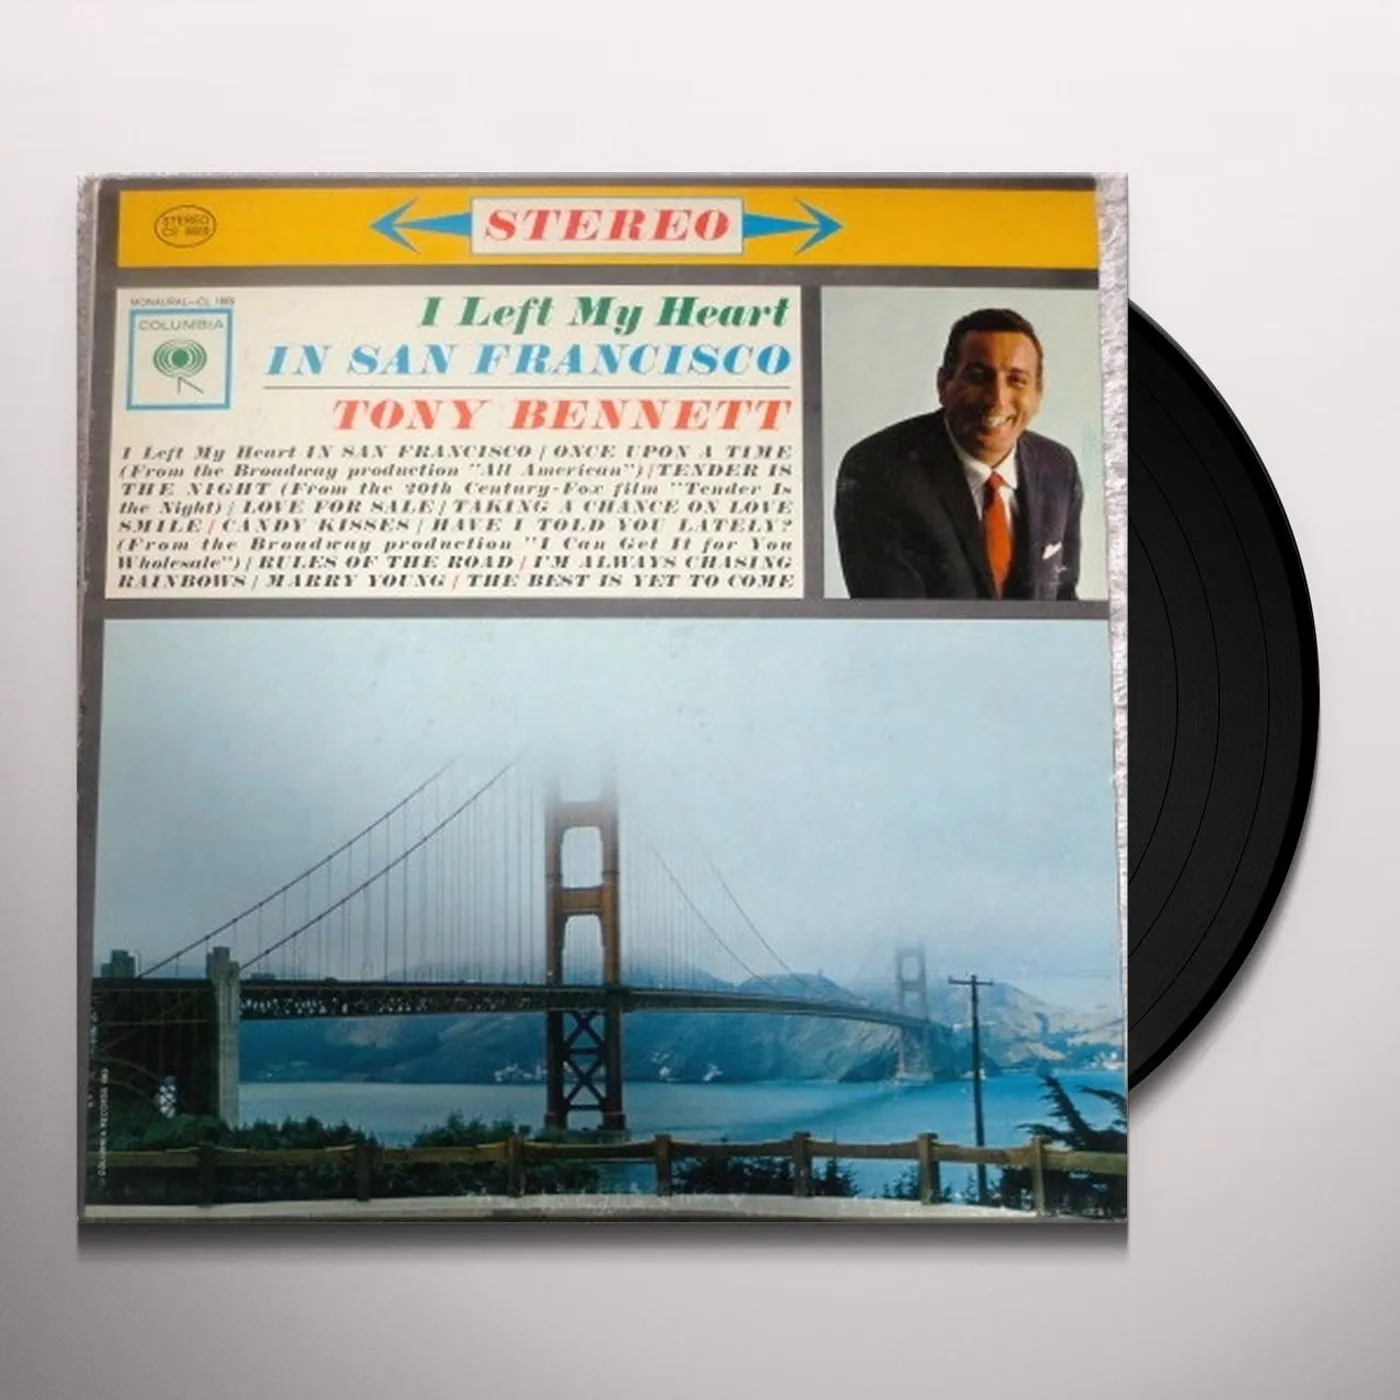 STEREO
STEREO
MONAURAL—CL
COLUMBIA
I Left My Heart
IN SAN FRANCISCO
TONY BENNETT
I Left My Heart IN SAN FRANCISCO | ONCE UPON A TIME
(From the Broadway production "All American") | TENDER IS
THE NIGHT (From the 20th Century-Fox film "Tender Is
the Night) | LOVE FOR SALE | TAKING A CHANCE ON LOVE
SMILE | CANDY KISSES | HAVE I TOLD YOU LATELY?
(From the Broadway production "I Can Get It for You
Wholesale") | RULES OF THE ROAD | I'M ALWAYS CHASING
RAINBOWS | MARRY YOUNG | THE BEST IS YET TO COME